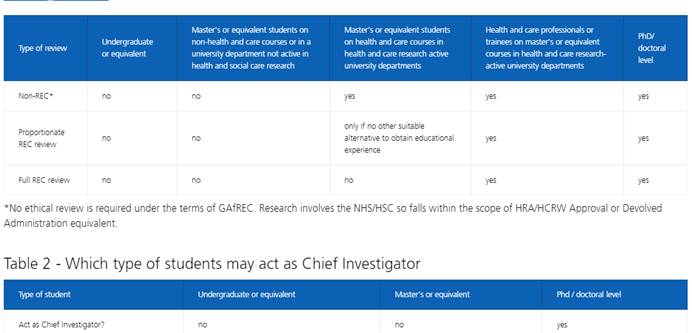 Type of review
Undergraduate
or equivalent
Master's or equivalent students on
non-health and care courses or in a
university department not active in
health and social care research
Master's or equivalent students
on health and care courses in
health and care research active
university departments
Health and care professionals or
trainees on master's or equivalent
courses in health and care research-
active university departments
PhD/
doctoral
level
Non-REC*
no
no
yes
yes
yes
Proportionate
REC review
no
no
only if no other suitable
alternative to obtain educational
experience
yes
yes
Full REC review
no
no
no
yes
yes
*No ethical review is required under the terms of GAfREC. Research involves the NHS/HSC so falls within the scope of HRA/HCRW Approval or Devolved
Administration equivalent.
Table 2 - Which type of students may act as Chief Investigator
Type of student
Undergraduate or equivalent
Master's or equivalent
Phd / doctoral level
Act as Chief Investigator?
no
no
yes